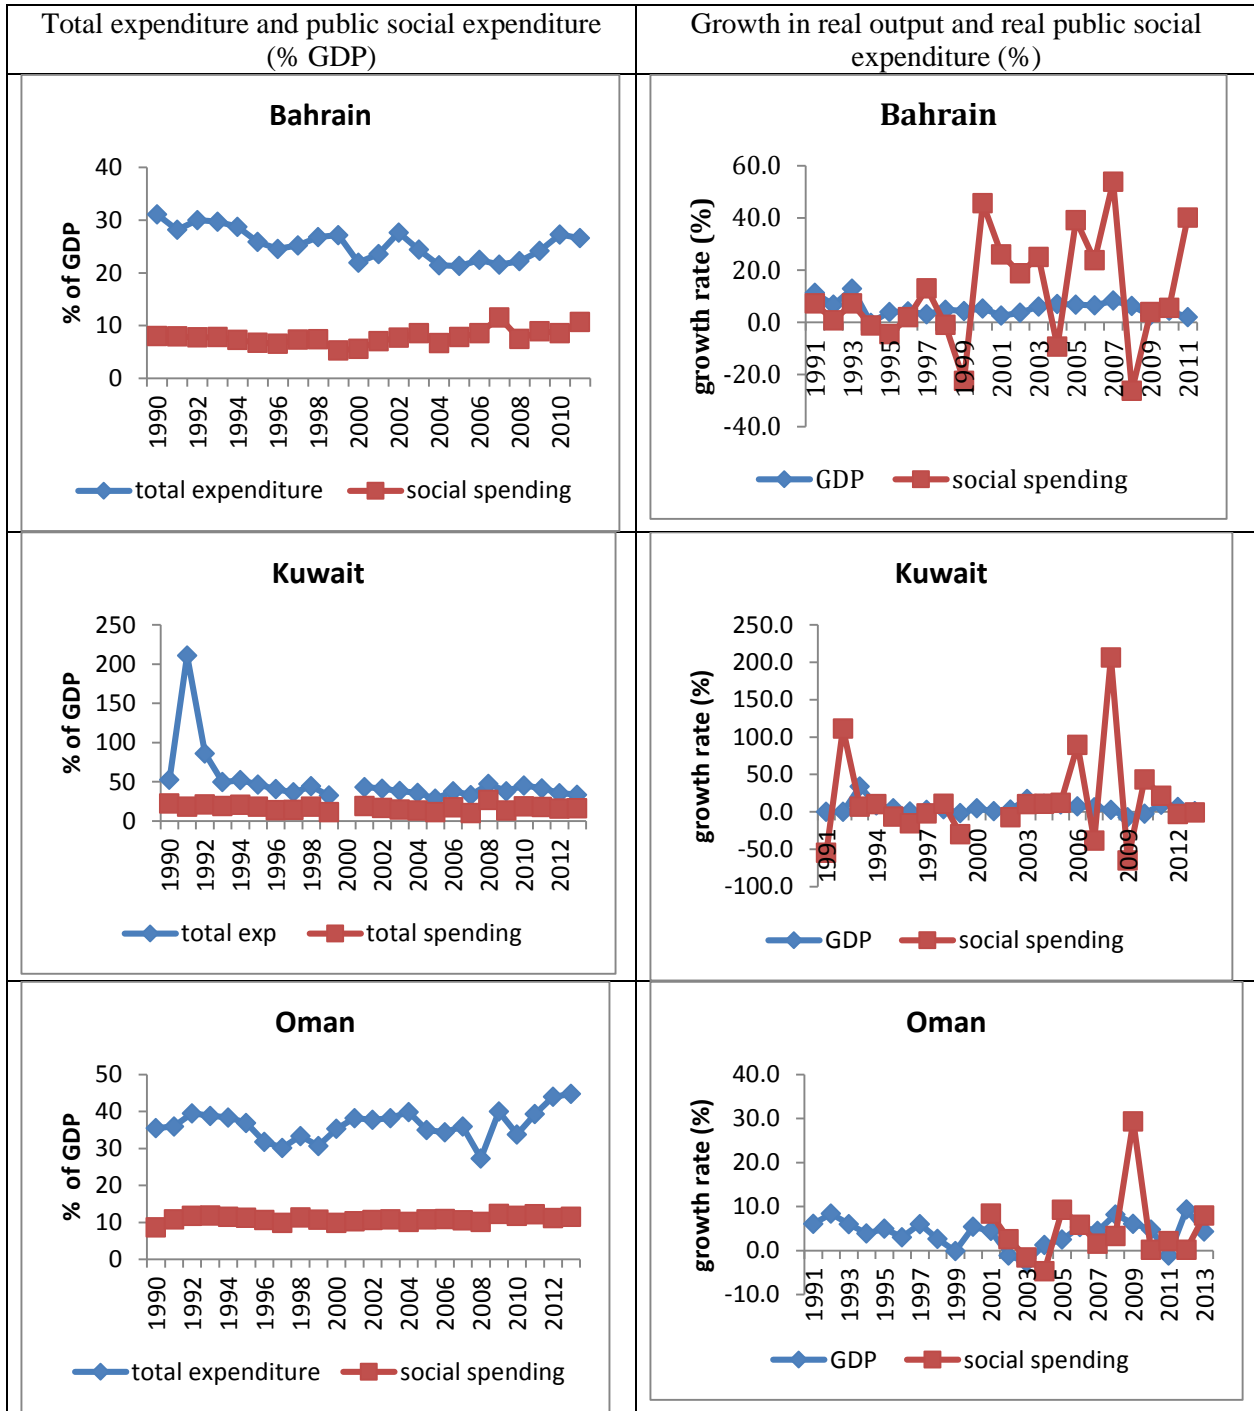 Total expenditure and public social expenditure
(% GDP)
Growth in real output and real public social
expenditure (%)
Bahrain
% of GDP
40
30
20
10
0
1990 1992 1994 1996 1998 2000 2002 2004 2006 2008 2010
total expenditure social spending
Bahrain
growth rate (%)
60.0
40.0
20.0
0.0
-20.0
-40.0
1991 1993 1995 1997 1999 2001 2003 2005 2007 2009 2011
GDP social spending
Kuwait
% of GDP
250
200
150
100
50
0
1990 1992 1994 1996 1998 2000 2002 2004 2006 2008 2010 2012
total exp total spending
Kuwait
growth rate (%)
250.0
200.0
150.0
100.0
50.0
0.0
-50.0
-100.0
1991 1994 1997 2000 2003 2006 2009 2012
GDP social spending
Oman
% of GDP
50
40
30
20
10
0
1990 1992 1994 1996 1998 2000 2002 2004 2006 2008 2010 2012
total expenditure social spending
Oman
growth rate (%)
40.0
30.0
20.0
10.0
0.0
-10.0
1991 1993 1995 1997 1999 2001 2003 2005 2007 2009 2011 2013
GDP social spending